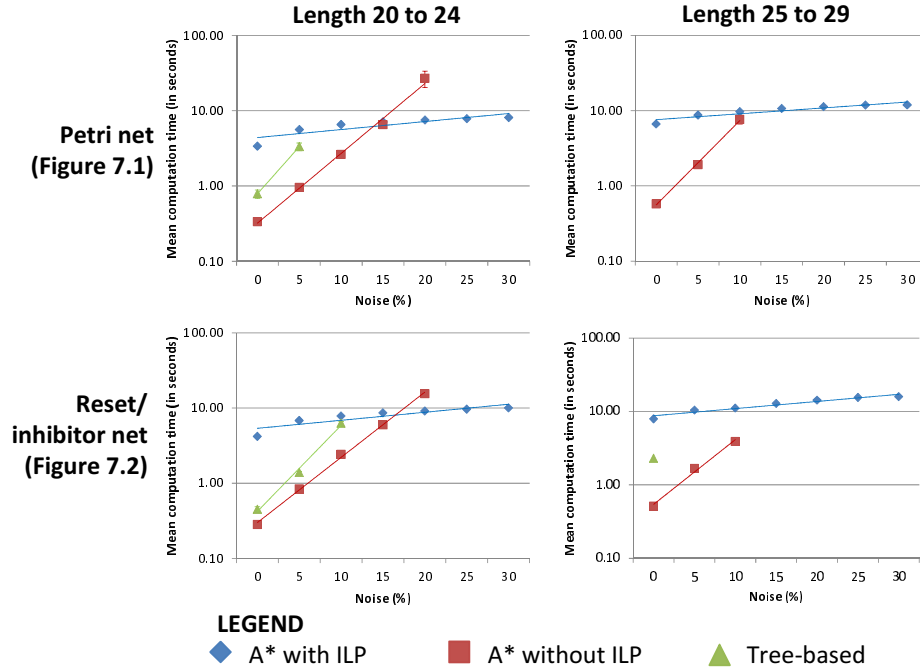 Length 20 to 24
Length 25 to 29
Petri net
(Figure 7.1)
Mean computation time (in seconds)
100.00
10.00
1.00
0.10
0 5 10 15 20 25 30
Noise (%)
Mean computation time (in seconds)
100.00
10.00
1.00
0.10
0 5 10 15 20 25 30
Noise (%)
Reset/
inhibitor net
(Figure 7.2)
Mean computation time (in seconds)
100.00
10.00
1.00
0.10
0 5 10 15 20 25 30
Noise (%)
Mean computation time (in seconds)
100.00
10.00
1.00
0.10
0 5 10 15 20 25 30
Noise (%)
LEGEND
A* with ILP
A* without ILP
Tree-based